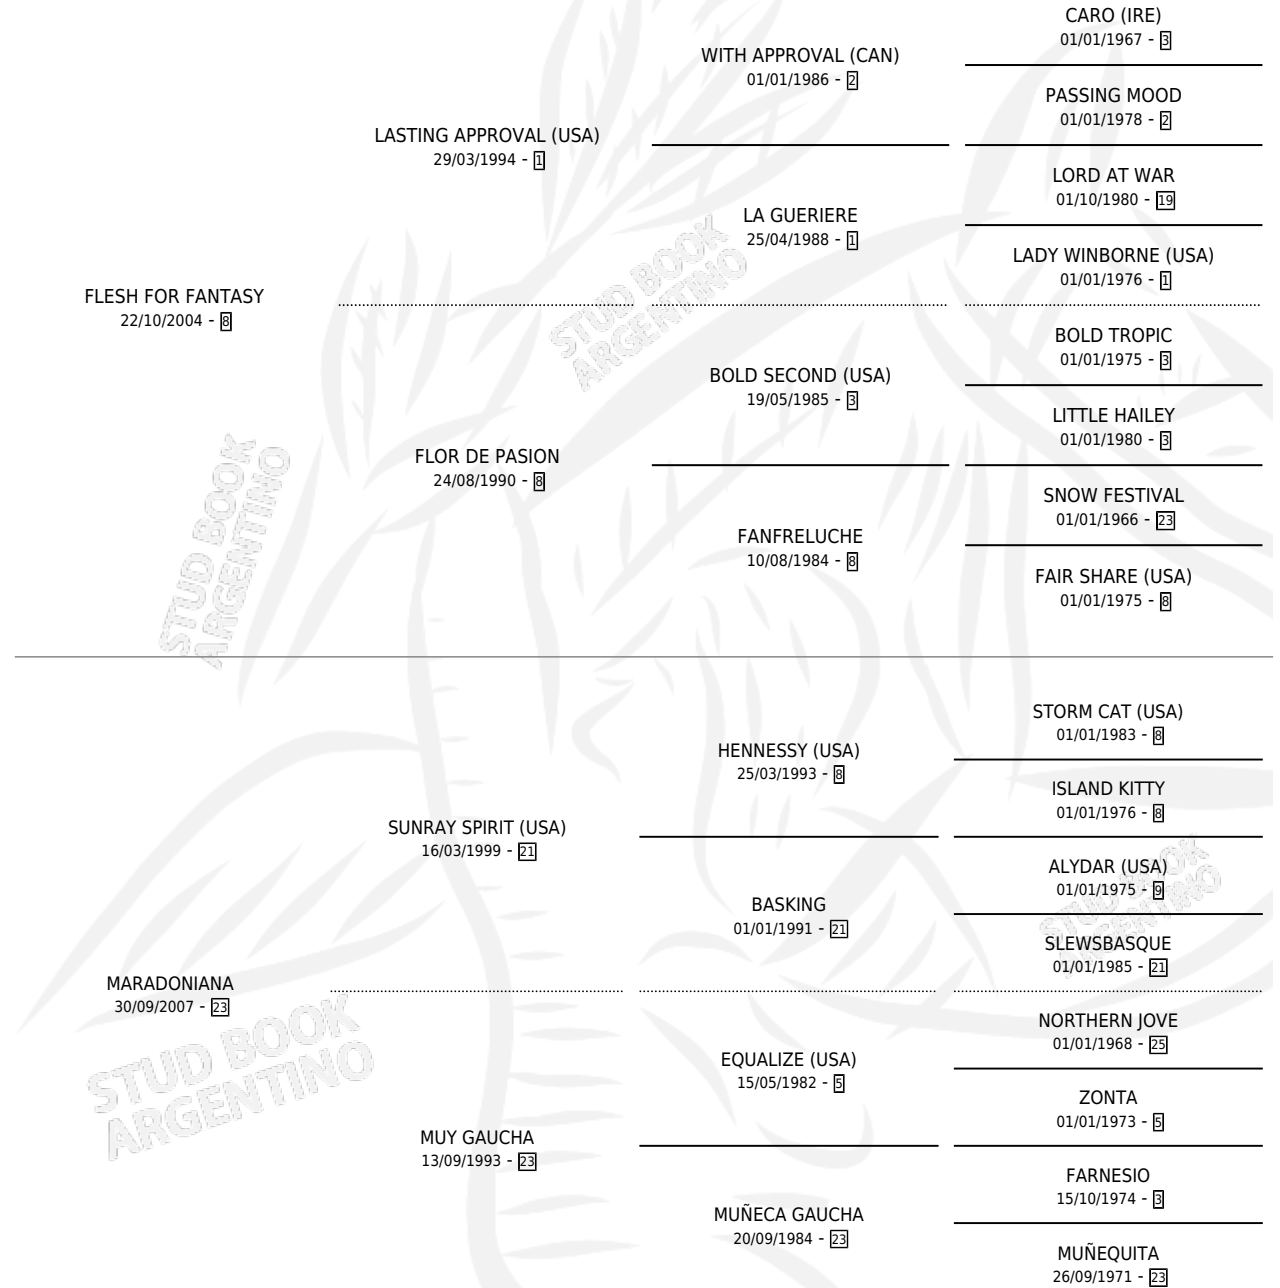 CARO (IRE)
01/01/1967 - 3
WITH APPROVAL (CAN)
01/01/1986 - 2
PASSING MOOD
01/01/1978 - 2
LASTING APPROVAL (USA)
29/03/1994 - 1
LORD AT WAR
01/10/1980 - 19
LA GUERIERE
25/04/1988 - 1
LADY WINBORNE (USA)
01/01/1976 - 1
FLESH FOR FANTASY
22/10/2004 - 8
BOLD TROPIC
01/01/1975 - 3
BOLD SECOND (USA)
19/05/1985 - 3
LITTLE HAILEY
01/01/1980 - 3
FLOR DE PASION
24/08/1990 - 8
SNOW FESTIVAL
01/01/1966 - 23
FANFRELUCHE
10/08/1984 - 8
FAIR SHARE (USA)
01/01/1975 - 8
STORM CAT (USA)
01/01/1983 - 8
HENNESSY (USA)
25/03/1993 - 8
ISLAND KITTY
01/01/1976 - 8
SUNRAY SPIRIT (USA)
16/03/1999 - 21
ALYDAR (USA)
01/01/1975 - 9
BASKING
01/01/1991 - 21
SLEWSBASQUE
01/01/1985 - 21
MARADONIANA
30/09/2007 - 23
NORTHERN JOVE
01/01/1968 - 25
EQUALIZE (USA)
15/05/1982 - 5
ZONTA
01/01/1973 - 5
MUY GAUCHA
13/09/1993 - 23
FARNESIO
15/10/1974 - 3
MUÑECA GAUCHA
20/09/1984 - 23
MUÑEQUITA
26/09/1971 - 23
STUD BOOK
ARGENTINO
STUD BOOK
ARGENTINO
STUD BOOK
ARGENTINO
STUD BOOK
ARGENTINO